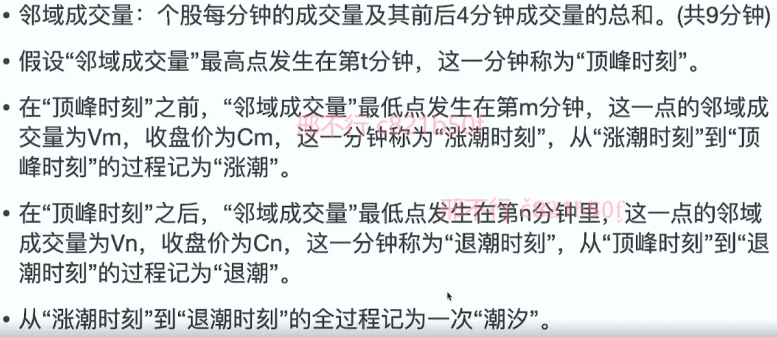 • 邻域成交量：个股每分钟的成交量及其前后4分钟成交量的总和。(共9分钟)
• 假设“邻域成交量”最高点发生在第t分钟，这一分钟称为“顶峰时刻”。
• 在“顶峰时刻”之前，“邻域成交量”最低点发生在第m分钟，这一点的邻域成
交量为Vm，收盘价为Cm，这一分钟称为“涨潮时刻”，从“涨潮时刻”到“顶
峰时刻”的过程记为“涨潮”。
• 在“顶峰时刻”之后，“邻域成交量”最低点发生在第n分钟里，这一点的邻域
成交量为Vn，收盘价为Cn，这一分钟称为“退潮时刻”，从“顶峰时刻”到“退
潮时刻”的过程记为“退潮”。
• 从“涨潮时刻”到“退潮时刻”的全过程记为一次“潮汐”。
邢不行 c821b50f
邢不行 c821b50f